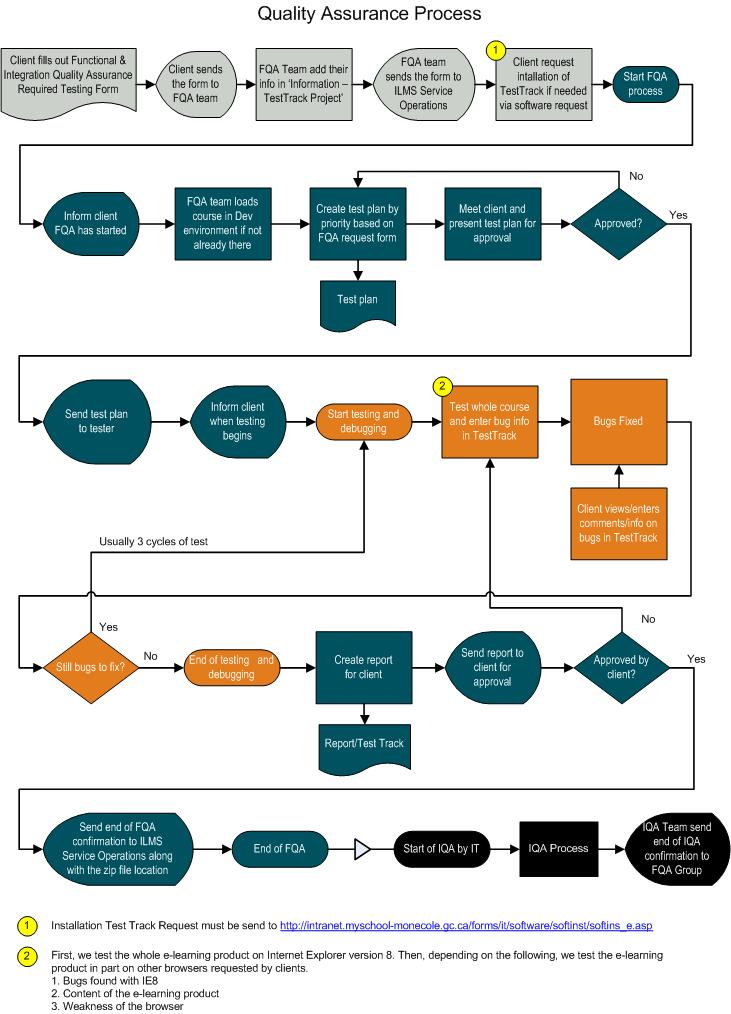 Quality Assurance Process
Client fills out Functional &
Integration Quality Assurance
Required Testing Form
Client sends
the form to
FQA team
FQA Team add their
info in ‘Information –
TestTrack Project’
FQA team
sends the form to
ILMS Service
Operations
1
Client request
intallation of
TestTrack if needed
via software request
Start FQA
process
Inform client
FQA has started
FQA team loads
course in Dev
environment if not
already there
Create test plan by
priority based on
FQA request form
Meet client and
present test plan for
approval
Approved?
No
Yes
Test plan
Send test plan
to tester
Inform client
when testing
begins
Start testing and
debugging
2
Test whole course
and enter bug info
in TestTrack
Bugs Fixed
Client views/enters
comments/info on
bugs in TestTrack
Usually 3 cycles of test
Yes
Still bugs to fix?
No
End of testing and
debugging
Create report
for client
Send report to
client for
approval
Approved by
client?
No
Yes
Report/Test Track
Send end of FQA
confirmation to ILMS
Service Operations along
with the zip file location
End of FQA
Start of IQA by IT
IQA Process
IQA Team send
end of IQA
confirmation to
FQA Group
1 Installation Test Track Request must be send to http://intranet.myschool-monecole.gc.ca/forms/it/software/softinst/softins_e.asp
2 First, we test the whole e-learning product on Internet Explorer version 8. Then, depending on the following, we test the e-learning
product in part on other browsers requested by clients.
1. Bugs found with IE8
2. Content of the e-learning product
3. Weakness of the browser